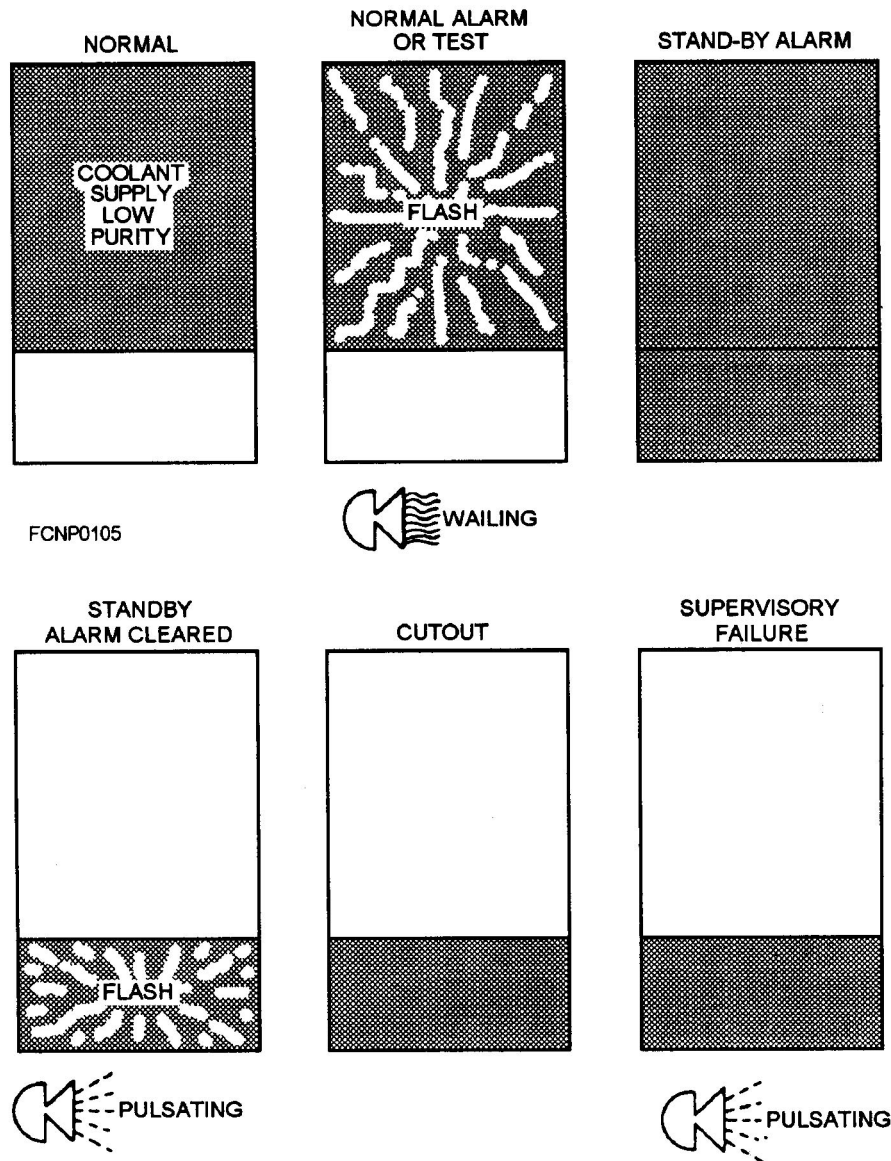 NORMAL
NORMAL ALARM
OR TEST
STAND-BY ALARM
COOLANT
SUPPLY
LOW
PURITY
FLASH
WAILING
FCNP0105
STANDBY
ALARM CLEARED
CUTOUT
SUPERVISORY
FAILURE
FLASH
PULSATING
PULSATING